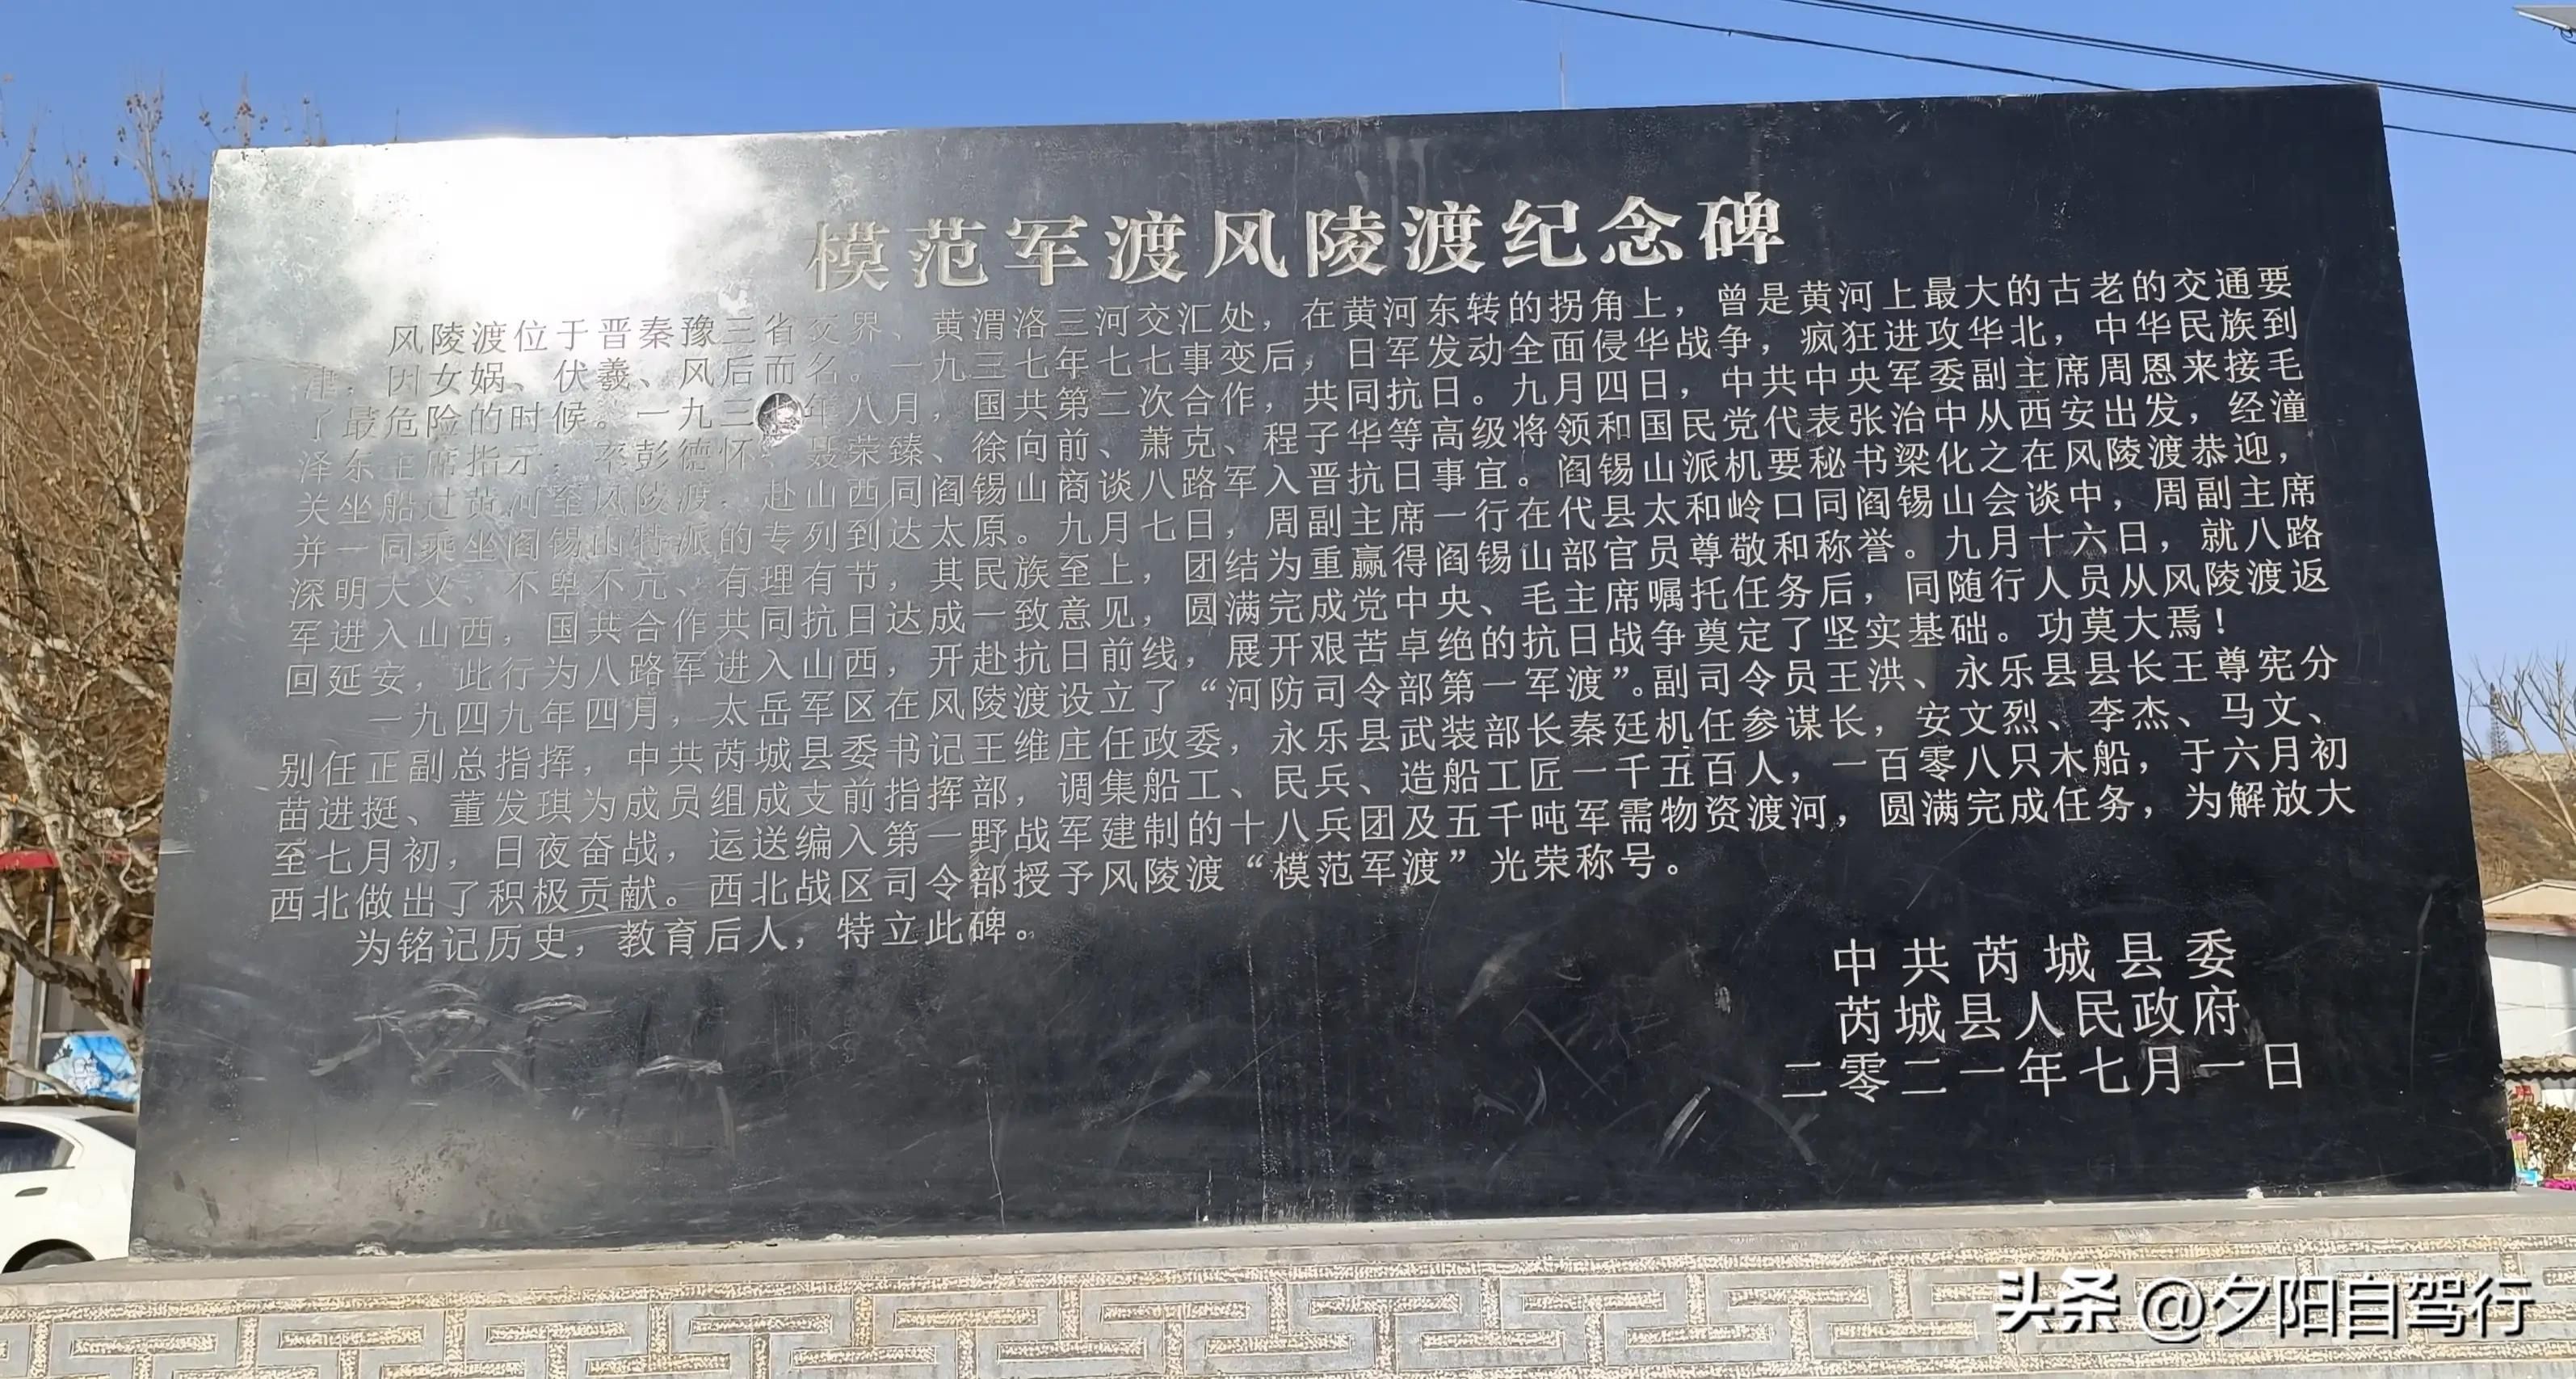 模范军渡风陵渡纪念碑
风陵渡位于晋秦豫三省交界、黄渭洛三河交汇处，在黄河东转的拐角上，曾是黄河上最大的古老的交通要
津，因女娲、伏羲、风后而名。一九三七年七七事变后，日军发动全面侵华战争，疯狂进攻华北，中华民族到
了最危险的时候。一九三年八月，国共第二次合作，共同抗日。九月四日，中共中央军委副主席周恩来接毛
泽东主席指示，率彭德怀、聂荣臻、徐向前、萧克、程子华等高级将领和国民党代表张治中从西安出发，经潼
关坐船过黄河至风陵渡，赴山西同阎锡山商谈八路军入晋抗日事宜。阎锡山派机要秘书梁化之在风陵渡恭迎，
并一同乘坐阎锡山特派的专列到达太原。九月七日，周副主席一行在代县太和岭口同阎锡山会谈中，周副主席
深明大义、不卑不亢、有理有节，其民族至上，团结为重赢得阎锡山部官员尊敬和称誉。九月十六日，就八路
军进入山西，国共合作共同抗日达成一致意见，圆满完成党中央、毛主席嘱托任务后，同随行人员从风陵渡返
回延安，此行为八路军进入山西，开赴抗日前线，展开艰苦卓绝的抗日战争奠定了坚实基础。功莫大焉！
一九四九年四月，太岳军区在风陵渡设立了“河防司令部第一军渡”。副司令员王洪、永乐县县长王尊宪分
别任正副总指挥，中共芮城县委书记王维庄任政委，永乐县武装部长秦廷机任参谋长，安文烈、李杰、马文、
苗进挺、董发琪为成员组成支前指挥部，调集船工、民兵、造船工匠一千五百人，一百零八只木船，于六月初
至七月初，日夜奋战，运送编入第一野战军建制的十八兵团及五千吨军需物资渡河，圆满完成任务，为解放大
西北做出了积极贡献。西北战区司令部授予风陵渡“模范军渡”光荣称号。
为铭记历史，教育后人，特立此碑。
中共芮城县委
芮城县人民政府
二零二一年七月一日
头条 @夕阳自驾行